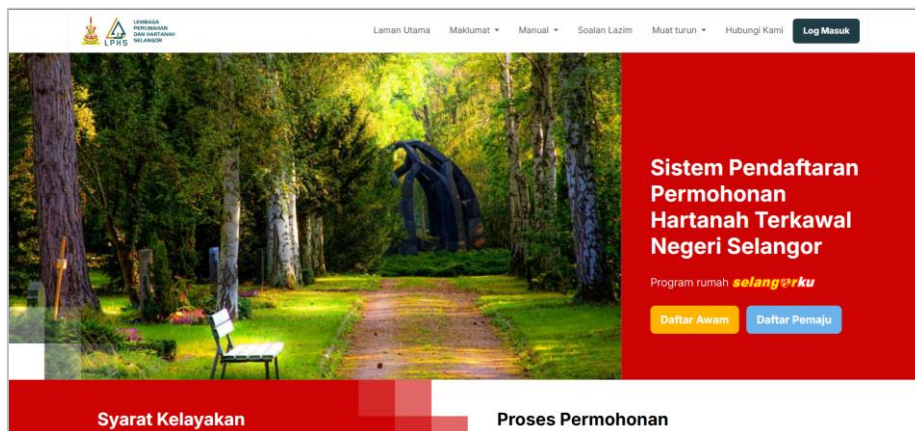 LEMBAGA
PERUMAHAN
DAN HARTANAH
SELANGOR
LPHS
Laman Utama Maklumat Manual Soalan Lazim Muat turun Hubungi Kami Log Masuk
Sistem Pendaftaran
Permohonan
Hartanah Terkawal
Negeri Selangor
Program rumah selangorku
Daftar Awam Daftar Pemaju
Syarat Kelayakan Proses Permohonan